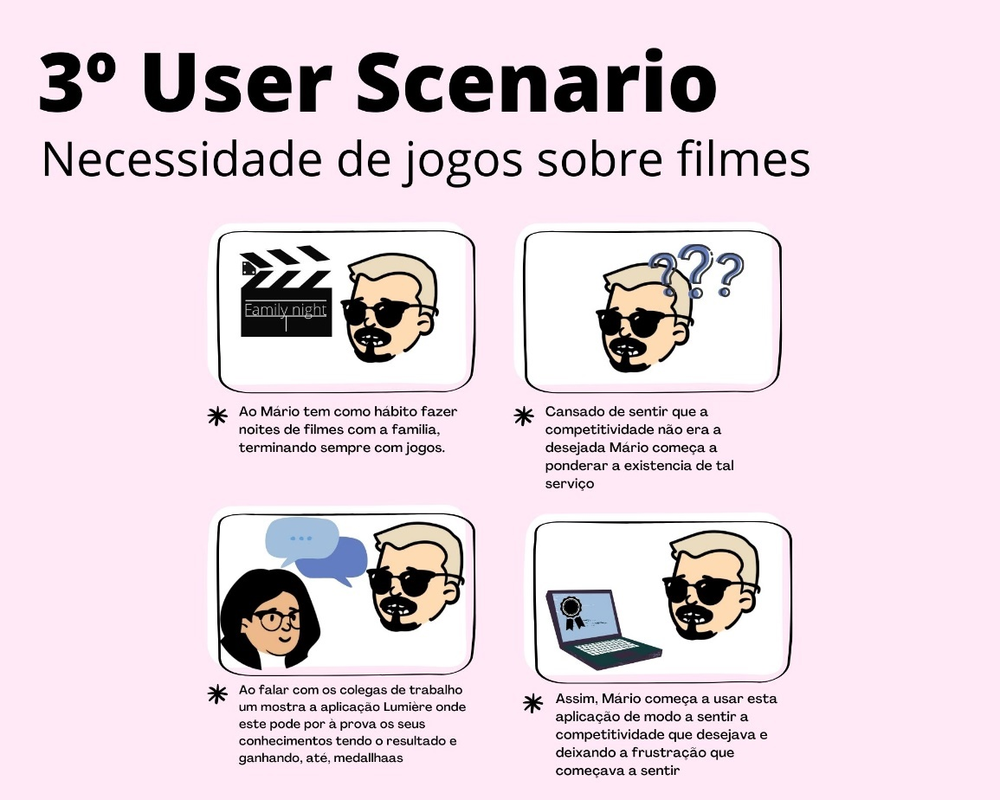 3º User Scenario
Necessidade de jogos sobre filmes
Family night
???
Ao Mário tem como hábito fazer
noites de filmes com a familia,
terminando sempre com jogos.
Cansado de sentir que a
competitividade não era a
desejada Mário começa a
ponderar a existencia de tal
serviço
Ao falar com os colegas de trabalho
um mostra a aplicação Lumière onde
este pode por à prova os seus
conhecimentos tendo o resultado e
ganhando, até, medallhaas
Assim, Mário começa a usar esta
aplicação de modo a sentir a
competitividade que desejava e
deixando a frustração que
começava a sentir